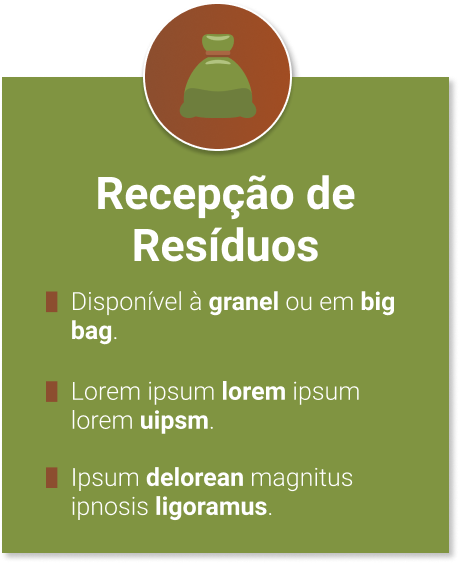 Recepção de
Resíduos
Disponível à granel ou em big
bag.
Lorem ipsum lorem ipsum
lorem uipsm.
Ipsum delorean magnitus
ipnosis ligoramus.